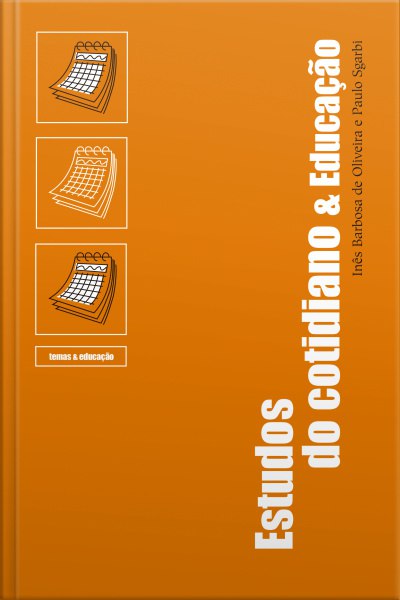 Estudos
do cotidiano & Educação
Inês Barbosa de Oliveira e Paulo Sgarbi
temas & educação